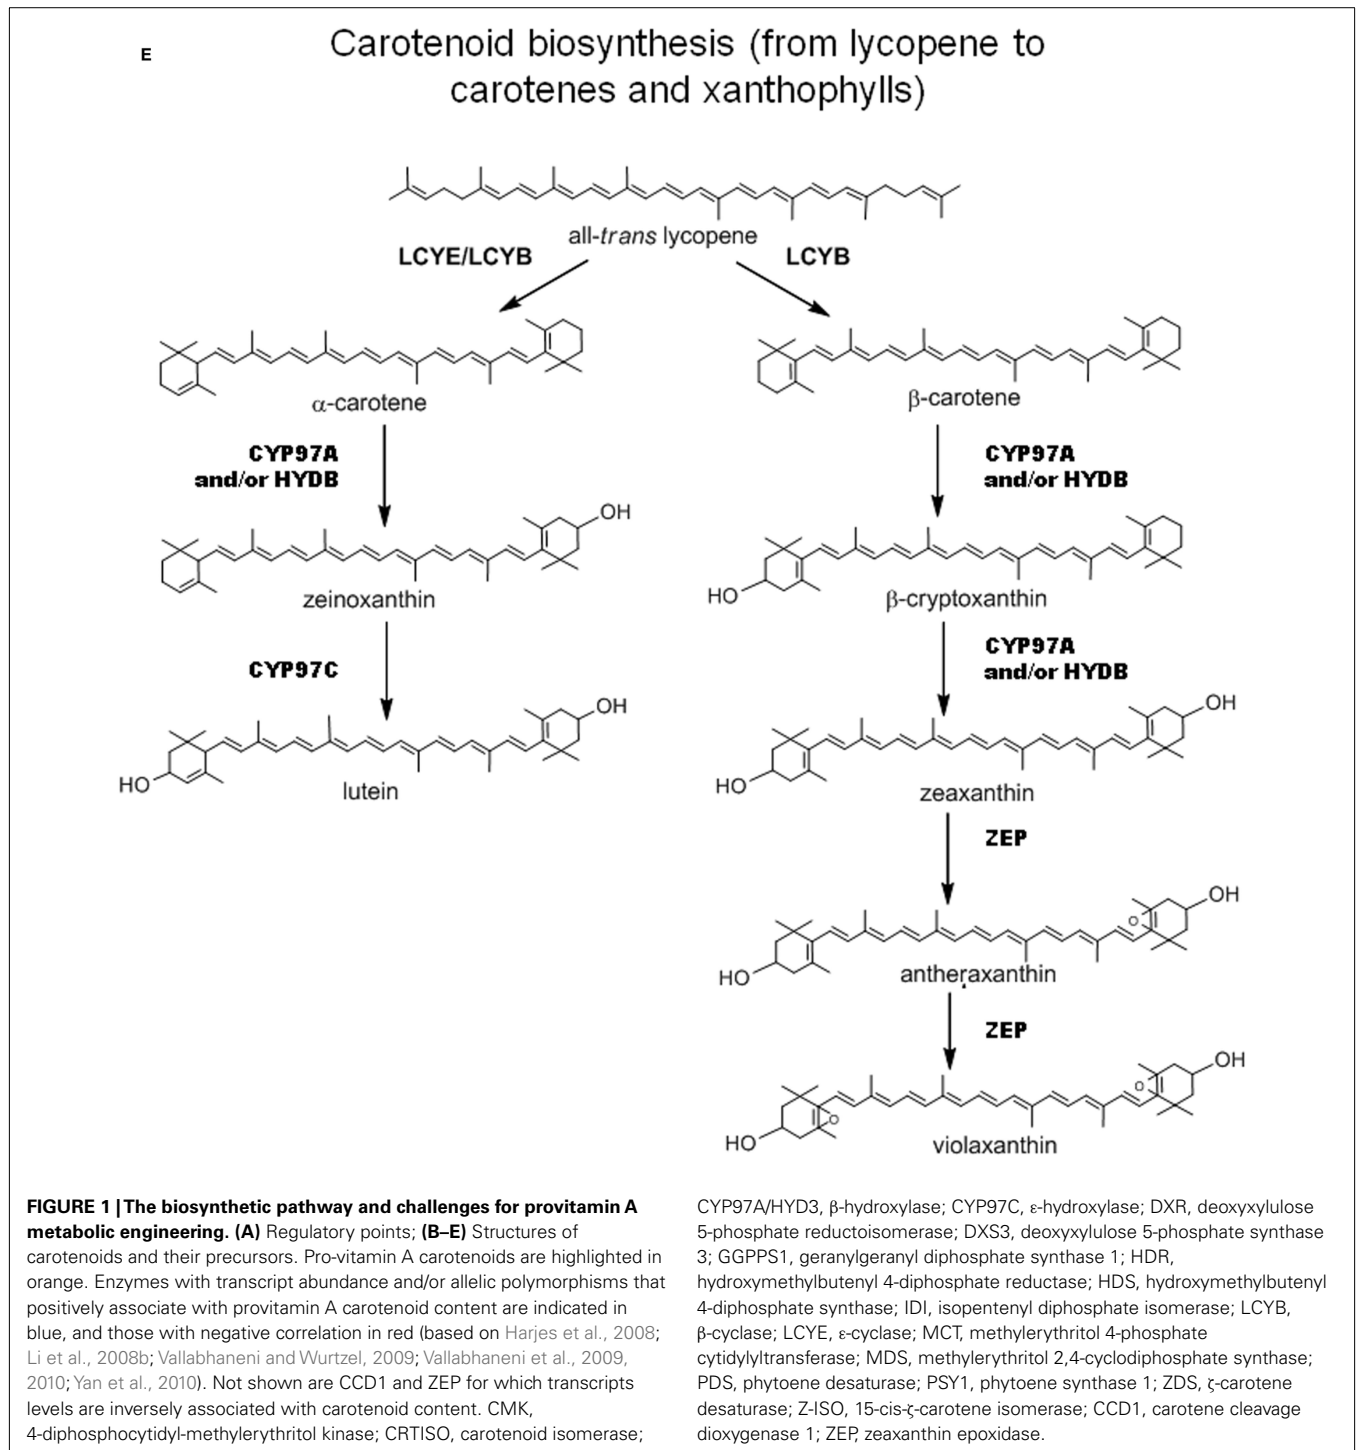 E
Carotenoid biosynthesis (from lycopene to
carotenes and xanthophylls)
all-trans lycopene
LCYE/LCYB
LCYB
α-carotene
β-carotene
CYP97A
and/or HYDB
CYP97A
and/or HYDB
OH
zeinoxanthin
HO
β-cryptoxanthin
CYP97C
CYP97A
and/or HYDB
OH
HO
lutein
OH
HO
zeaxanthin
ZEP
OH
O
HO
antheraxanthin
ZEP
OH
O
O
HO
violaxanthin
FIGURE 1 | The biosynthetic pathway and challenges for provitamin A
metabolic engineering. (A) Regulatory points; (B–E) Structures of
carotenoids and their precursors. Pro-vitamin A carotenoids are highlighted in
orange. Enzymes with transcript abundance and/or allelic polymorphisms that
positively associate with provitamin A carotenoid content are indicated in
blue, and those with negative correlation in red (based on Harjes et al., 2008;
Li et al., 2008b; Vallabhaneni and Wurtzel, 2009; Vallabhaneni et al., 2009,
2010; Yan et al., 2010). Not shown are CCD1 and ZEP for which transcripts
levels are inversely associated with carotenoid content. CMK,
4-diphosphocytidyl-methylerythritol kinase; CRTISO, carotenoid isomerase;
CYP97A/HYD3, β-hydroxylase; CYP97C, ε-hydroxylase; DXR, deoxyxylulose
5-phosphate reductoisomerase; DXS3, deoxyxylulose 5-phosphate synthase
3; GGPPS1, geranylgeranyl diphosphate synthase 1; HDR,
hydroxymethylbutenyl 4-diphosphate reductase; HDS, hydroxymethylbutenyl
4-diphosphate synthase; IDI, isopentenyl diphosphate isomerase; LCYB,
β-cyclase; LCYE, ε-cyclase; MCT, methylerythritol 4-phosphate
cytidylyltransferase; MDS, methylerythritol 2,4-cyclodiphosphate synthase;
PDS, phytoene desaturase; PSY1, phytoene synthase 1; ZDS, ζ-carotene
desaturase; Z-ISO, 15-cis-ζ-carotene isomerase; CCD1, carotene cleavage
dioxygenase 1; ZEP, zeaxanthin epoxidase.